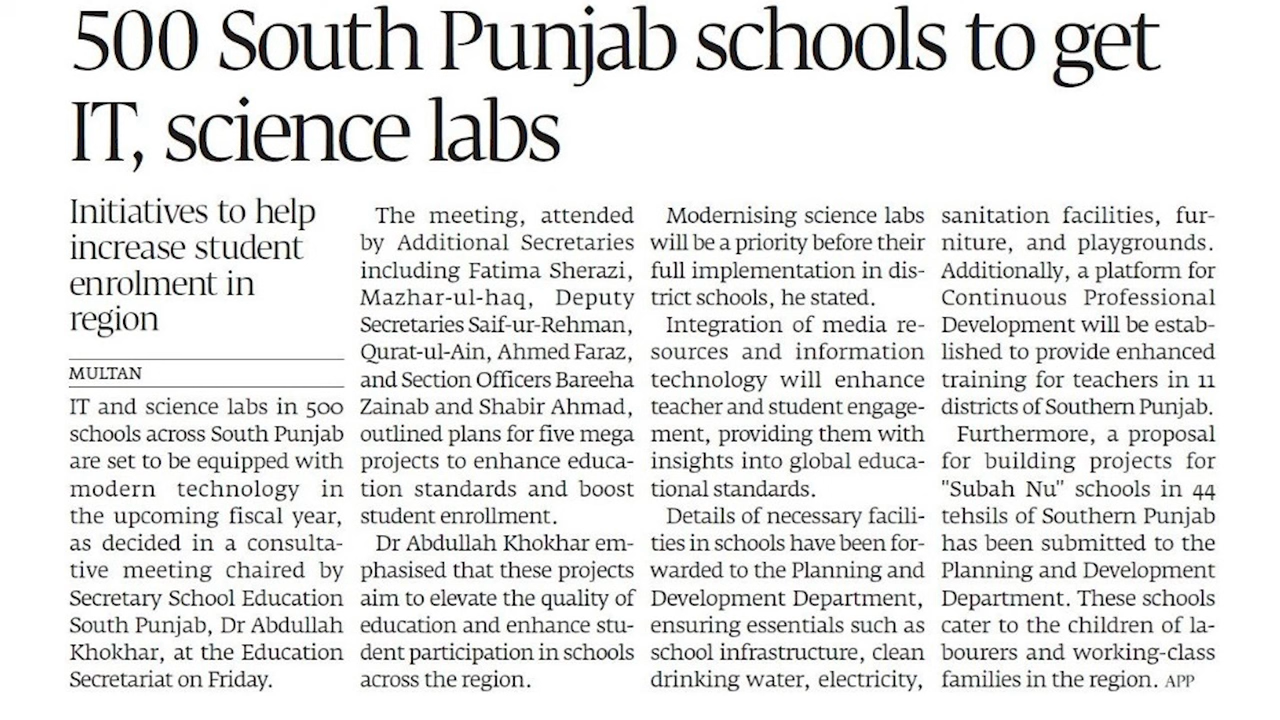 500 South Punjab schools to get
IT, science labs
Initiatives to help
increase student
enrolment in
region
MULTAN
IT and science labs in 500
schools across South Punjab
are set to be equipped with
modern technology in
the upcoming fiscal year,
as decided in a consulta-
tive meeting chaired by
Secretary School Education
South Punjab, Dr Abdullah
Khokhar, at the Education
Secretariat on Friday.
The meeting, attended
by Additional Secretaries
including Fatima Sherazi,
Mazhar-ul-haq, Deputy
Secretaries Saif-ur-Rehman,
Qurat-ul-Ain, Ahmed Faraz,
and Section Officers Bareeha
Zainab and Shabir Ahmad,
outlined plans for five mega
projects to enhance educa-
tion standards and boost
student enrollment.
Dr Abdullah Khokhar em-
phasised that these projects
aim to elevate the quality of
education and enhance stu-
dent participation in schools
across the region.
Modernising science labs
will be a priority before their
full implementation in dis-
trict schools, he stated.
Integration of media re-
sources and information
technology will enhance
teacher and student engage-
ment, providing them with
insights into global educa-
tional standards.
Details of necessary facili-
ties in schools have been for-
warded to the Planning and
Development Department,
ensuring essentials such as
school infrastructure, clean
drinking water, electricity,
sanitation facilities, fur-
niture, and playgrounds.
Additionally, a platform for
Continuous Professional
Development will be estab-
lished to provide enhanced
training for teachers in 11
districts of Southern Punjab.
Furthermore, a proposal
for building projects for
"Subah Nu" schools in 44
tehsils of Southern Punjab
has been submitted to the
Planning and Development
Department. These schools
cater to the children of la-
bourers and working-class
families in the region. APP